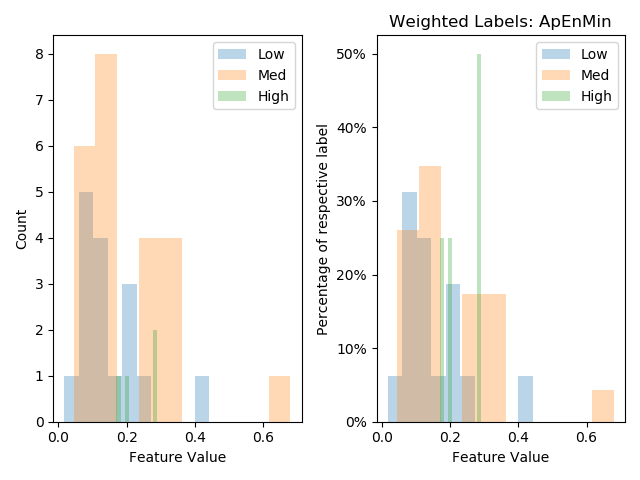 Weighted Labels: ApEnMin
Count
8
7
6
5
4
3
2
1
0
0.0 0.2 0.4 0.6
Feature Value
Low
Med
High
Percentage of respective label
50%
40%
30%
20%
10%
0%
0.0 0.2 0.4 0.6
Feature Value
Low
Med
High